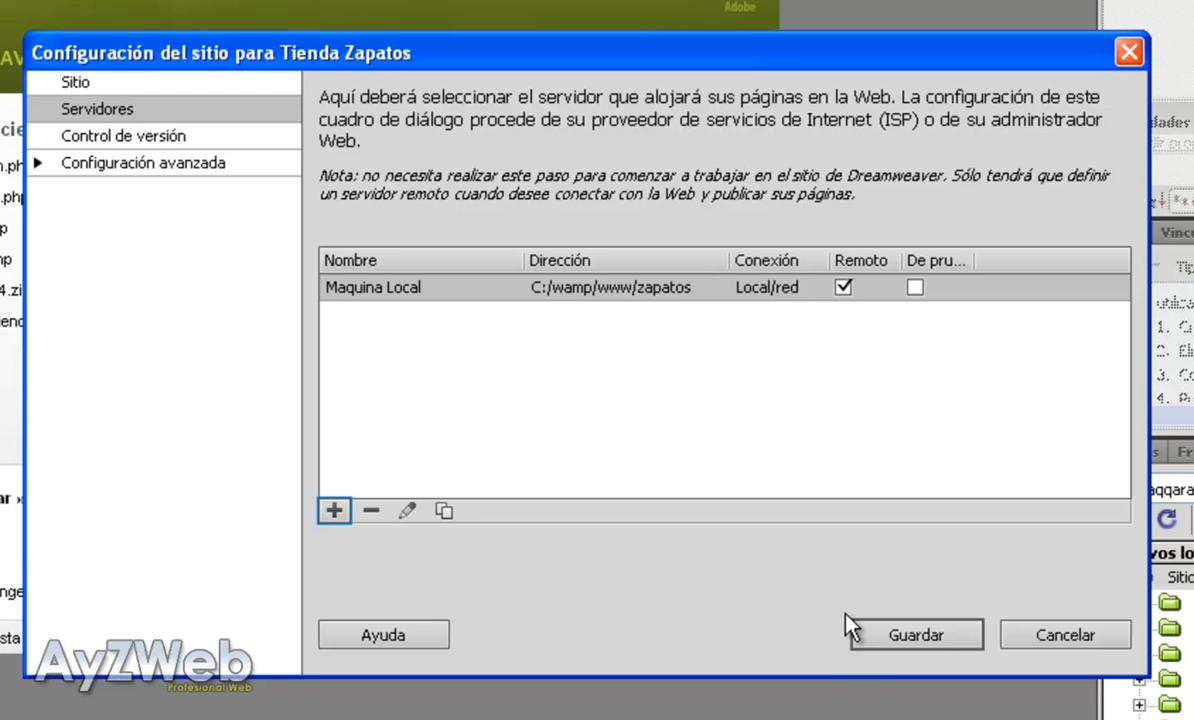 Adobe
Configuración del sitio para Tienda Zapatos
Sitio
Servidores
Control de versión
Configuración avanzada
Aquí deberá seleccionar el servidor que alojará sus páginas en la Web. La configuración de este
cuadro de diálogo procede de su proveedor de servicios de Internet (ISP) o de su administrador
Web.
Nota: no necesita realizar este paso para comenzar a trabajar en el sitio de Dreamweaver. Sólo tendrá que definir
un servidor remoto cuando desee conectar con la Web y publicar sus páginas.
Nombre Dirección Conexión Remoto De pru...
Maquina Local C:/wamp/www/zapatos Local/red
Ayuda Guardar Cancelar
AyZWeb
Profesional Web